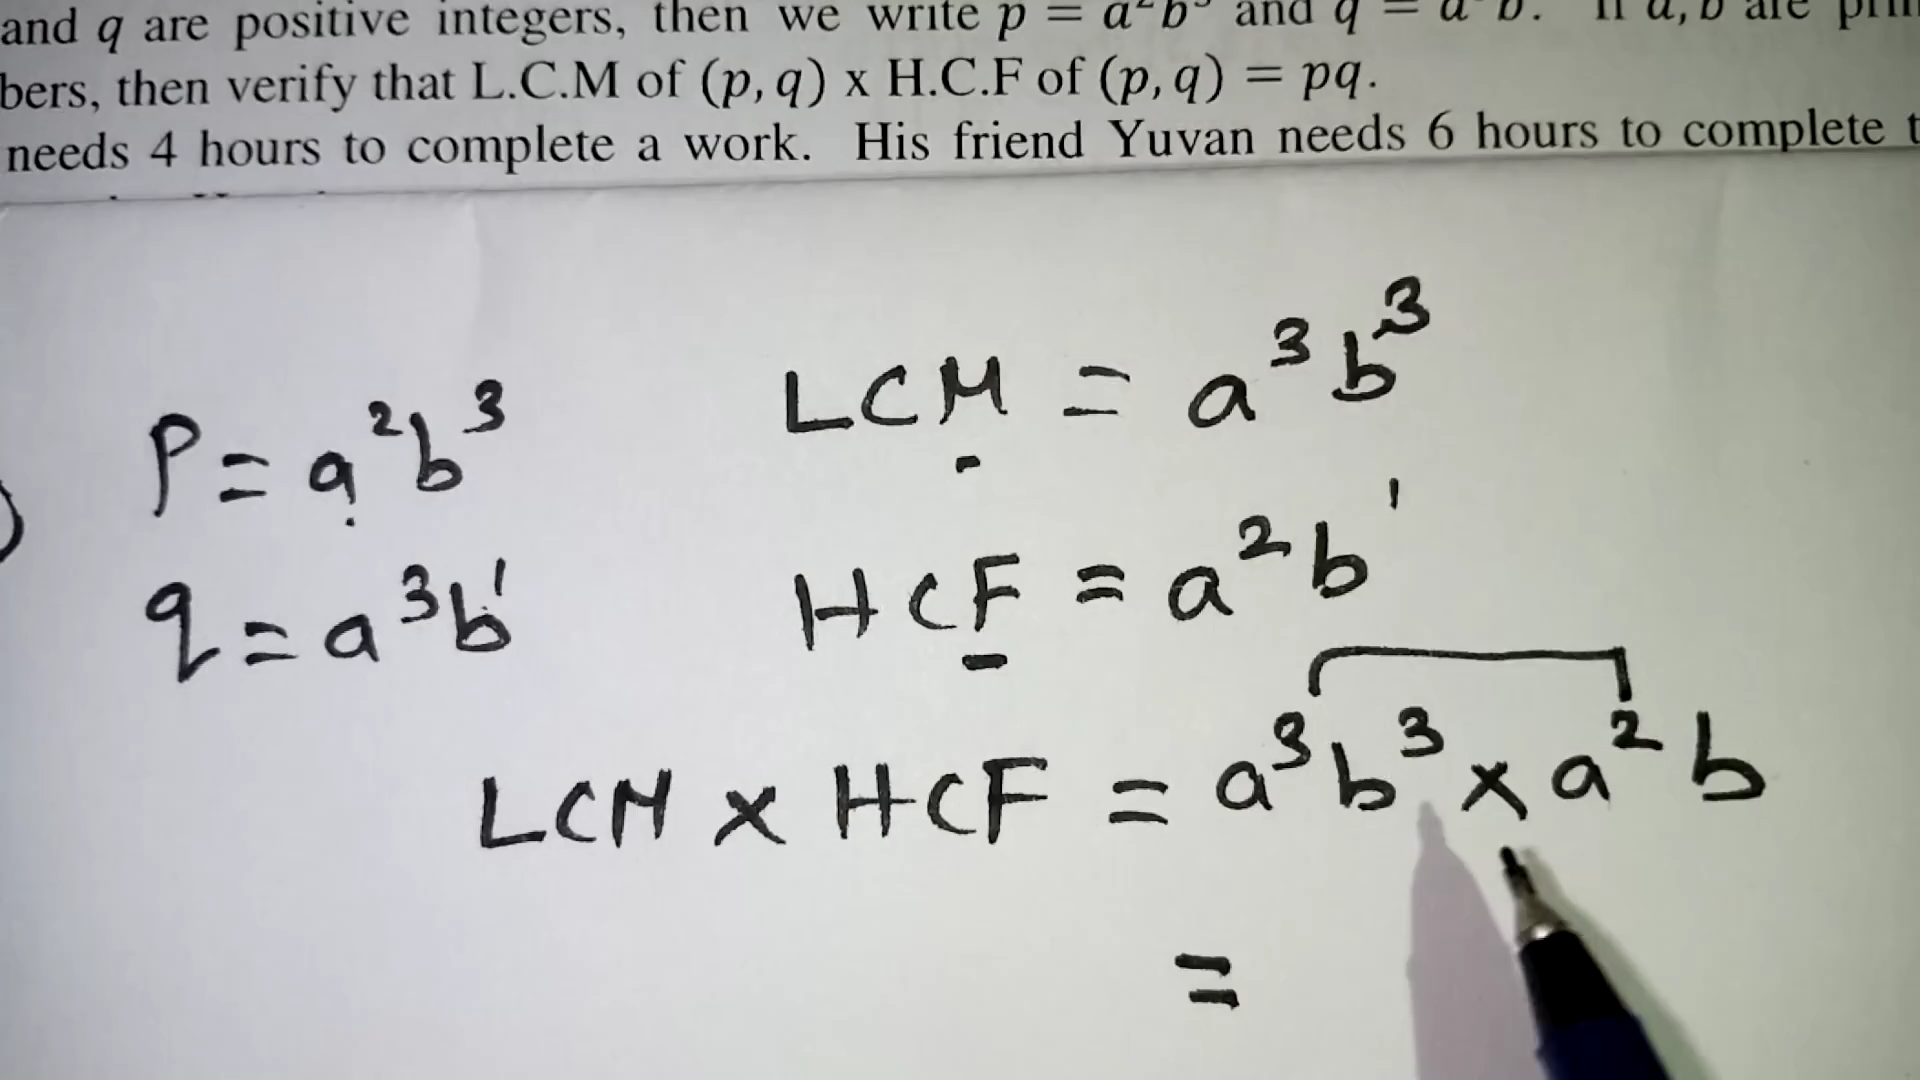 and q are positive integers, then we write p = a²b³ and q = a³b. If a, b are
bers, then verify that L.C.M of (p, q) x H.C.F of (p, q) = pq.
needs 4 hours to complete a work. His friend Yuvan needs 6 hours to complete
P = a²b³
q = a³b¹
LCM = a³b³
HCF = a²b¹
LCM × HCF = a³b³ × a²b
=